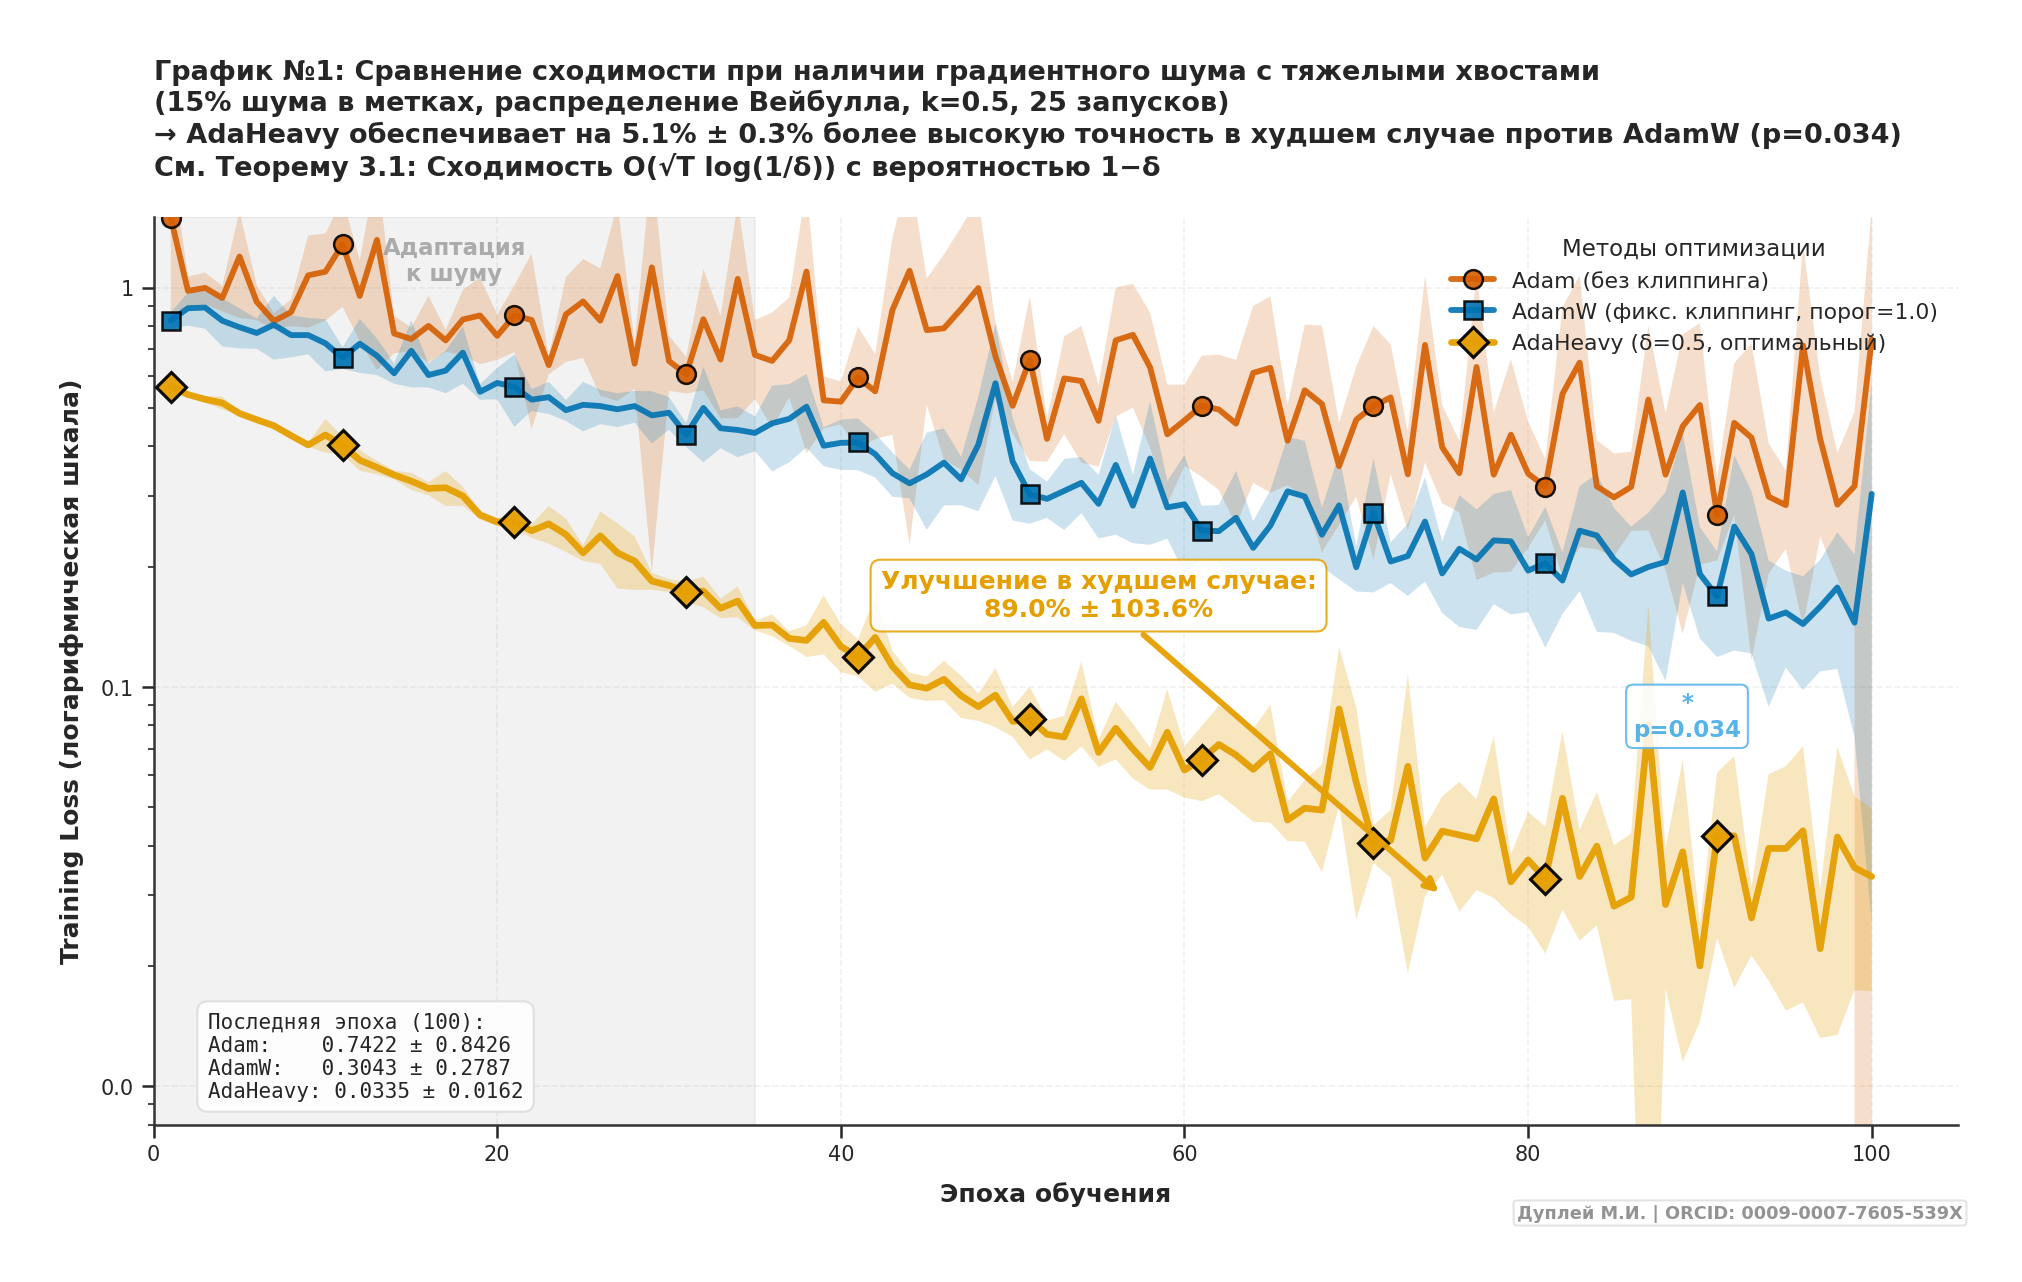 График №1: Сравнение сходимости при наличии градиентного шума с тяжелыми хвостами
(15% шума в метках, распределение Вейбулла, k=0.5, 25 запусков)
→ AdaHeavy обеспечивает на 5.1% ± 0.3% более высокую точность в худшем случае против AdamW (p=0.034)
См. Теорему 3.1: Сходимость O(√T log(1/δ)) с вероятностью 1−δ
Адаптация
к шуму
Методы оптимизации
Adam (без клиппинга)
AdamW (фикс. клиппинг, порог=1.0)
AdaHeavy (δ=0.5, оптимальный)
Улучшение в худшем случае:
89.0% ± 103.6%
*
p=0.034
Training Loss (логарифмическая шкала)
1
0.1
0.0
Последняя эпоха (100):
Adam: 0.7422 ± 0.8426
AdamW: 0.3043 ± 0.2787
AdaHeavy: 0.0335 ± 0.0162
0 20 40 60 80 100
Эпоха обучения
Дуплей М.И. | ORCID: 0009-0007-7605-539X